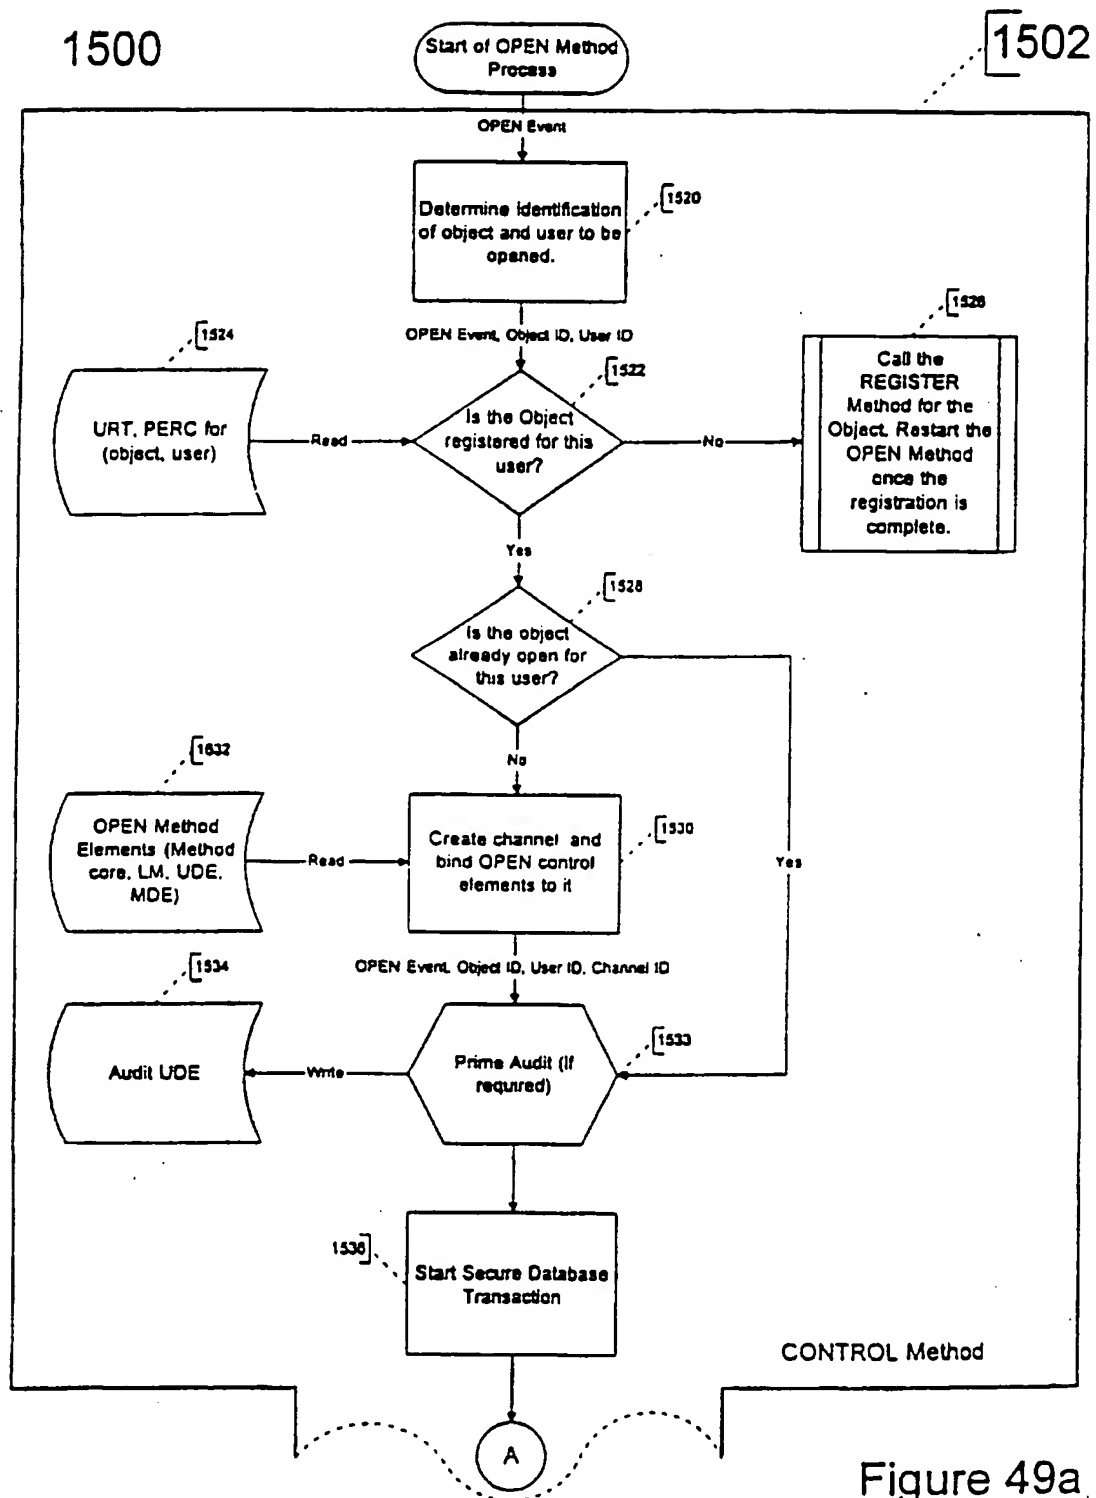 1500
Start of OPEN Method
Process
1502
OPEN Event
Determine identification
of object and user to be
opened.
1520
OPEN Event, Object ID, User ID
1524
URT, PERC for
(object, user)
Read
Is the Object
registered for this
user?
1522
No
1526
Call the
REGISTER
Method for the
Object. Restart the
OPEN Method
once the
registration is
complete.
Yes
Is the object
already open for
this user?
1528
No
Yes
1532
OPEN Method
Elements (Method
core, LM, UDE,
MDE)
Read
Create channel and
bind OPEN control
elements to it
1530
OPEN Event, Object ID, User ID, Channel ID
1534
Audit UDE
Write
Prime Audit (if
required)
1533
1536
Start Secure Database
Transaction
CONTROL Method
A
Figure 49a